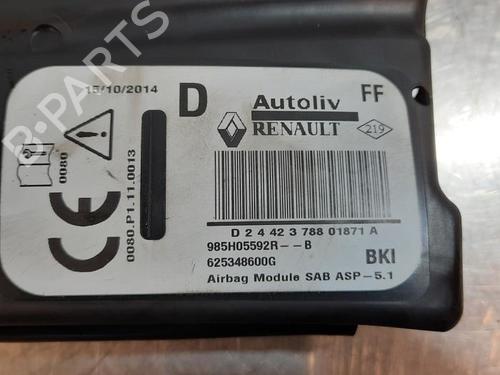 15/10/2014
D
Autoliv
FF
RENAULT
219
0080
0080.P1.11.0013
CE
D 2 4 42 3 788 01871 A
985H05592R--B
625348600G
BKI
Airbag Module SAB ASP-5.1
B-PARTS